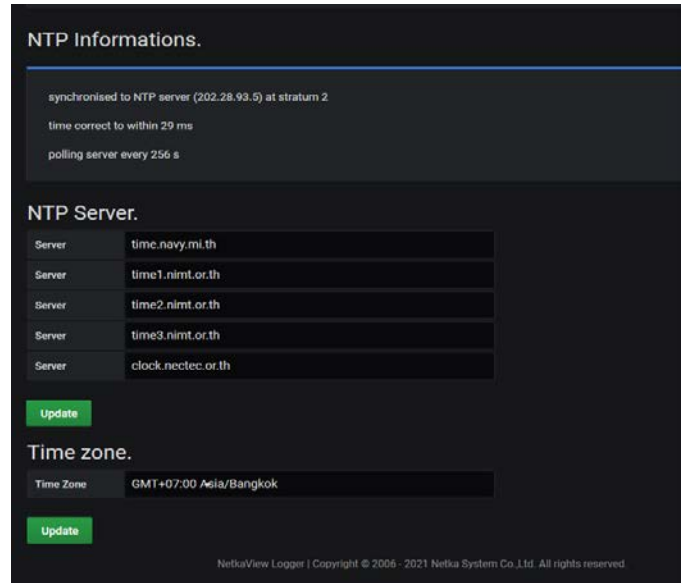 NTP Informations.
synchronised to NTP server (202.28.93.5) at stratum 2
time correct to within 29 ms
polling server every 256 s
NTP Server.
Server time.navy.mi.th
Server time1.nimt.or.th
Server time2.nimt.or.th
Server time3.nimt.or.th
Server clock.nectec.or.th
Update
Time zone.
Time Zone GMT+07:00 Asia/Bangkok
Update
NetkaView Logger | Copyright © 2006 - 2021 Netka System Co.,Ltd. All rights reserved.